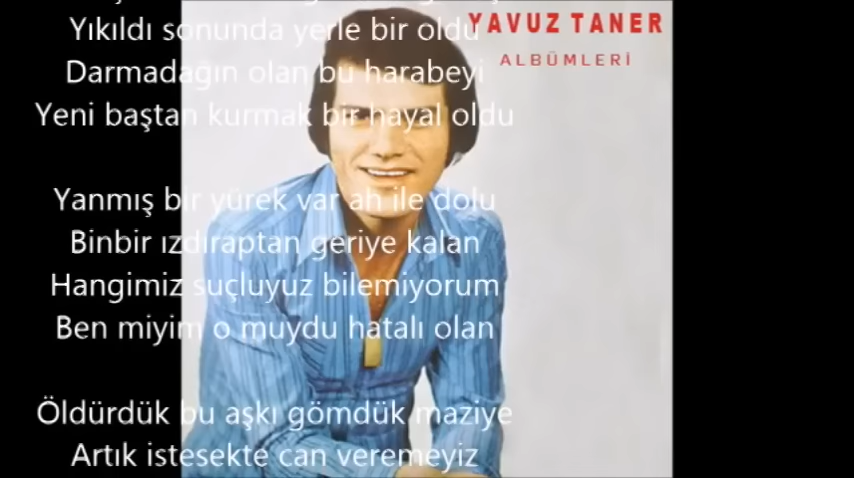 Yıkıldı sonunda yerle bir oldu
YAVUZ TANER
ALBÜMLERİ
Darmadağın olan bu harabeyi
Yeni baştan kurmak bir hayal oldu
Yanmış bir yürek var ah ile dolu
Binbir ızdıraptan geriye kalan
Hangimiz suçluyuz bilemiyorum
Ben miyim o muydu hatalı olan
Öldürdük bu aşkı gömdük maziye
Artık istesekte can veremeyiz